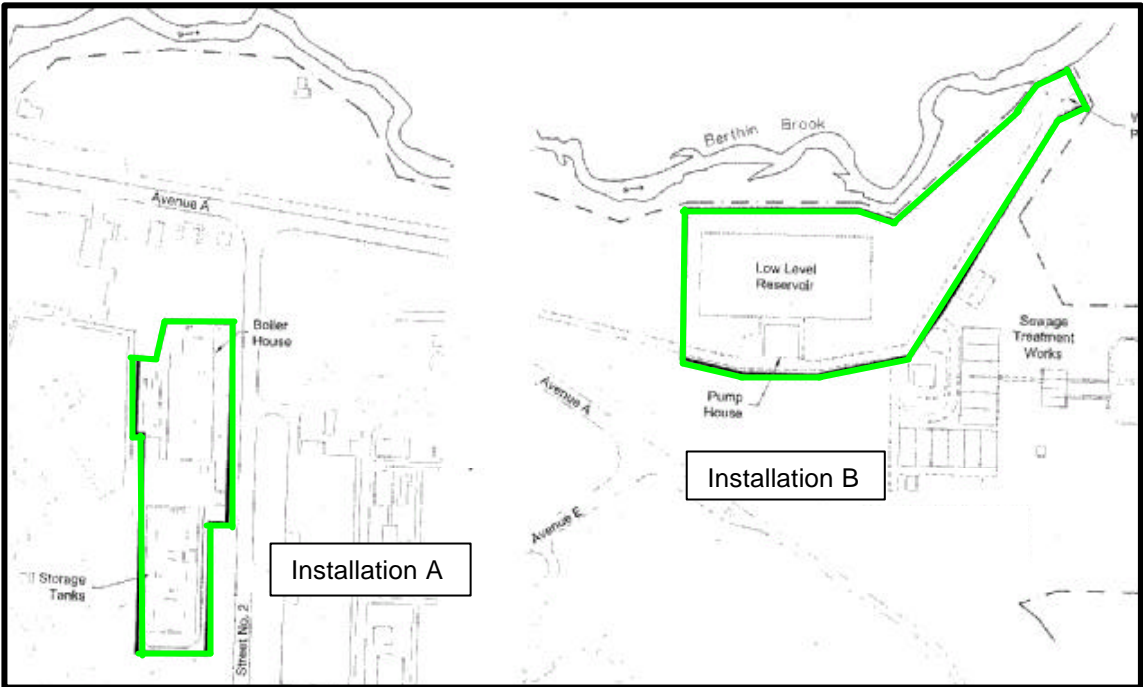 Avenue A
Boiler
House
Storage
Tanks
Installation A
Street No. 2
Berthin Brook
Low Level
Reservoir
Pump
House
Sewage
Treatment
Works
Avenue A
Installation B
Avenue E